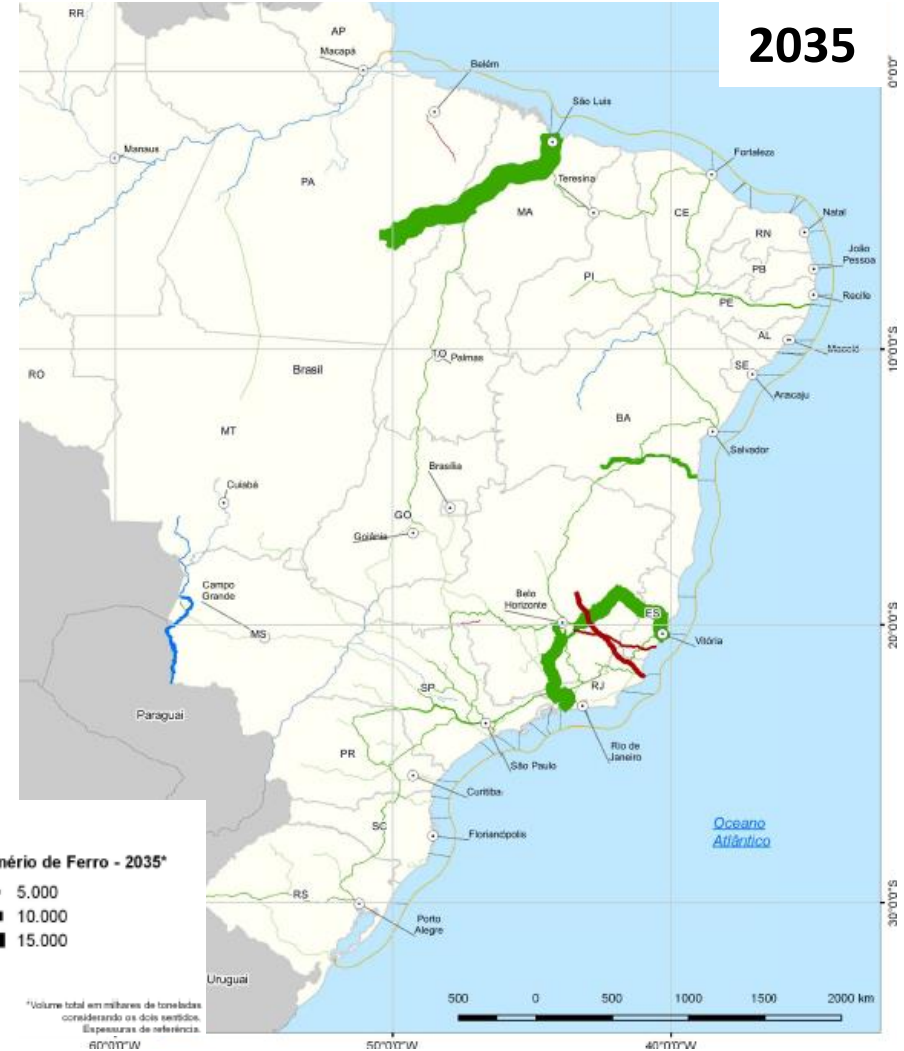 2035
RR
AP
Macapá
Belém
0°0'0"
São Luis
Manaus
Fortaleza
PA
Teresina
MA
CE
Natal
RN
João
Pessoa
PI
PB
PE
Recife
AL
Maceió
10°0'0"S
TO
Palmas
RO
Brasil
SE
Aracaju
BA
MT
Salvador
Brasília
Cuiabá
GO
Goiânia
Campo
Grande
Belo
Horizonte
ES
20°0'0"S
MS
Vitória
SP
RJ
Paraguai
Rio de
Janeiro
PR
São Paulo
Curitiba
Oceano
Atlântico
SC
Florianópolis
nério de Ferro - 2035*
5.000
RS
30°0'0"S
10.000
Porto
Alegre
15.000
Uruguai
500 0 500 1000 1500 2000 km
*Volume total em milhares de toneladas
considerando os dois sentidos.
Espessuras de referência.
60°0'0"W 50°0'0"W 40°0'0"W